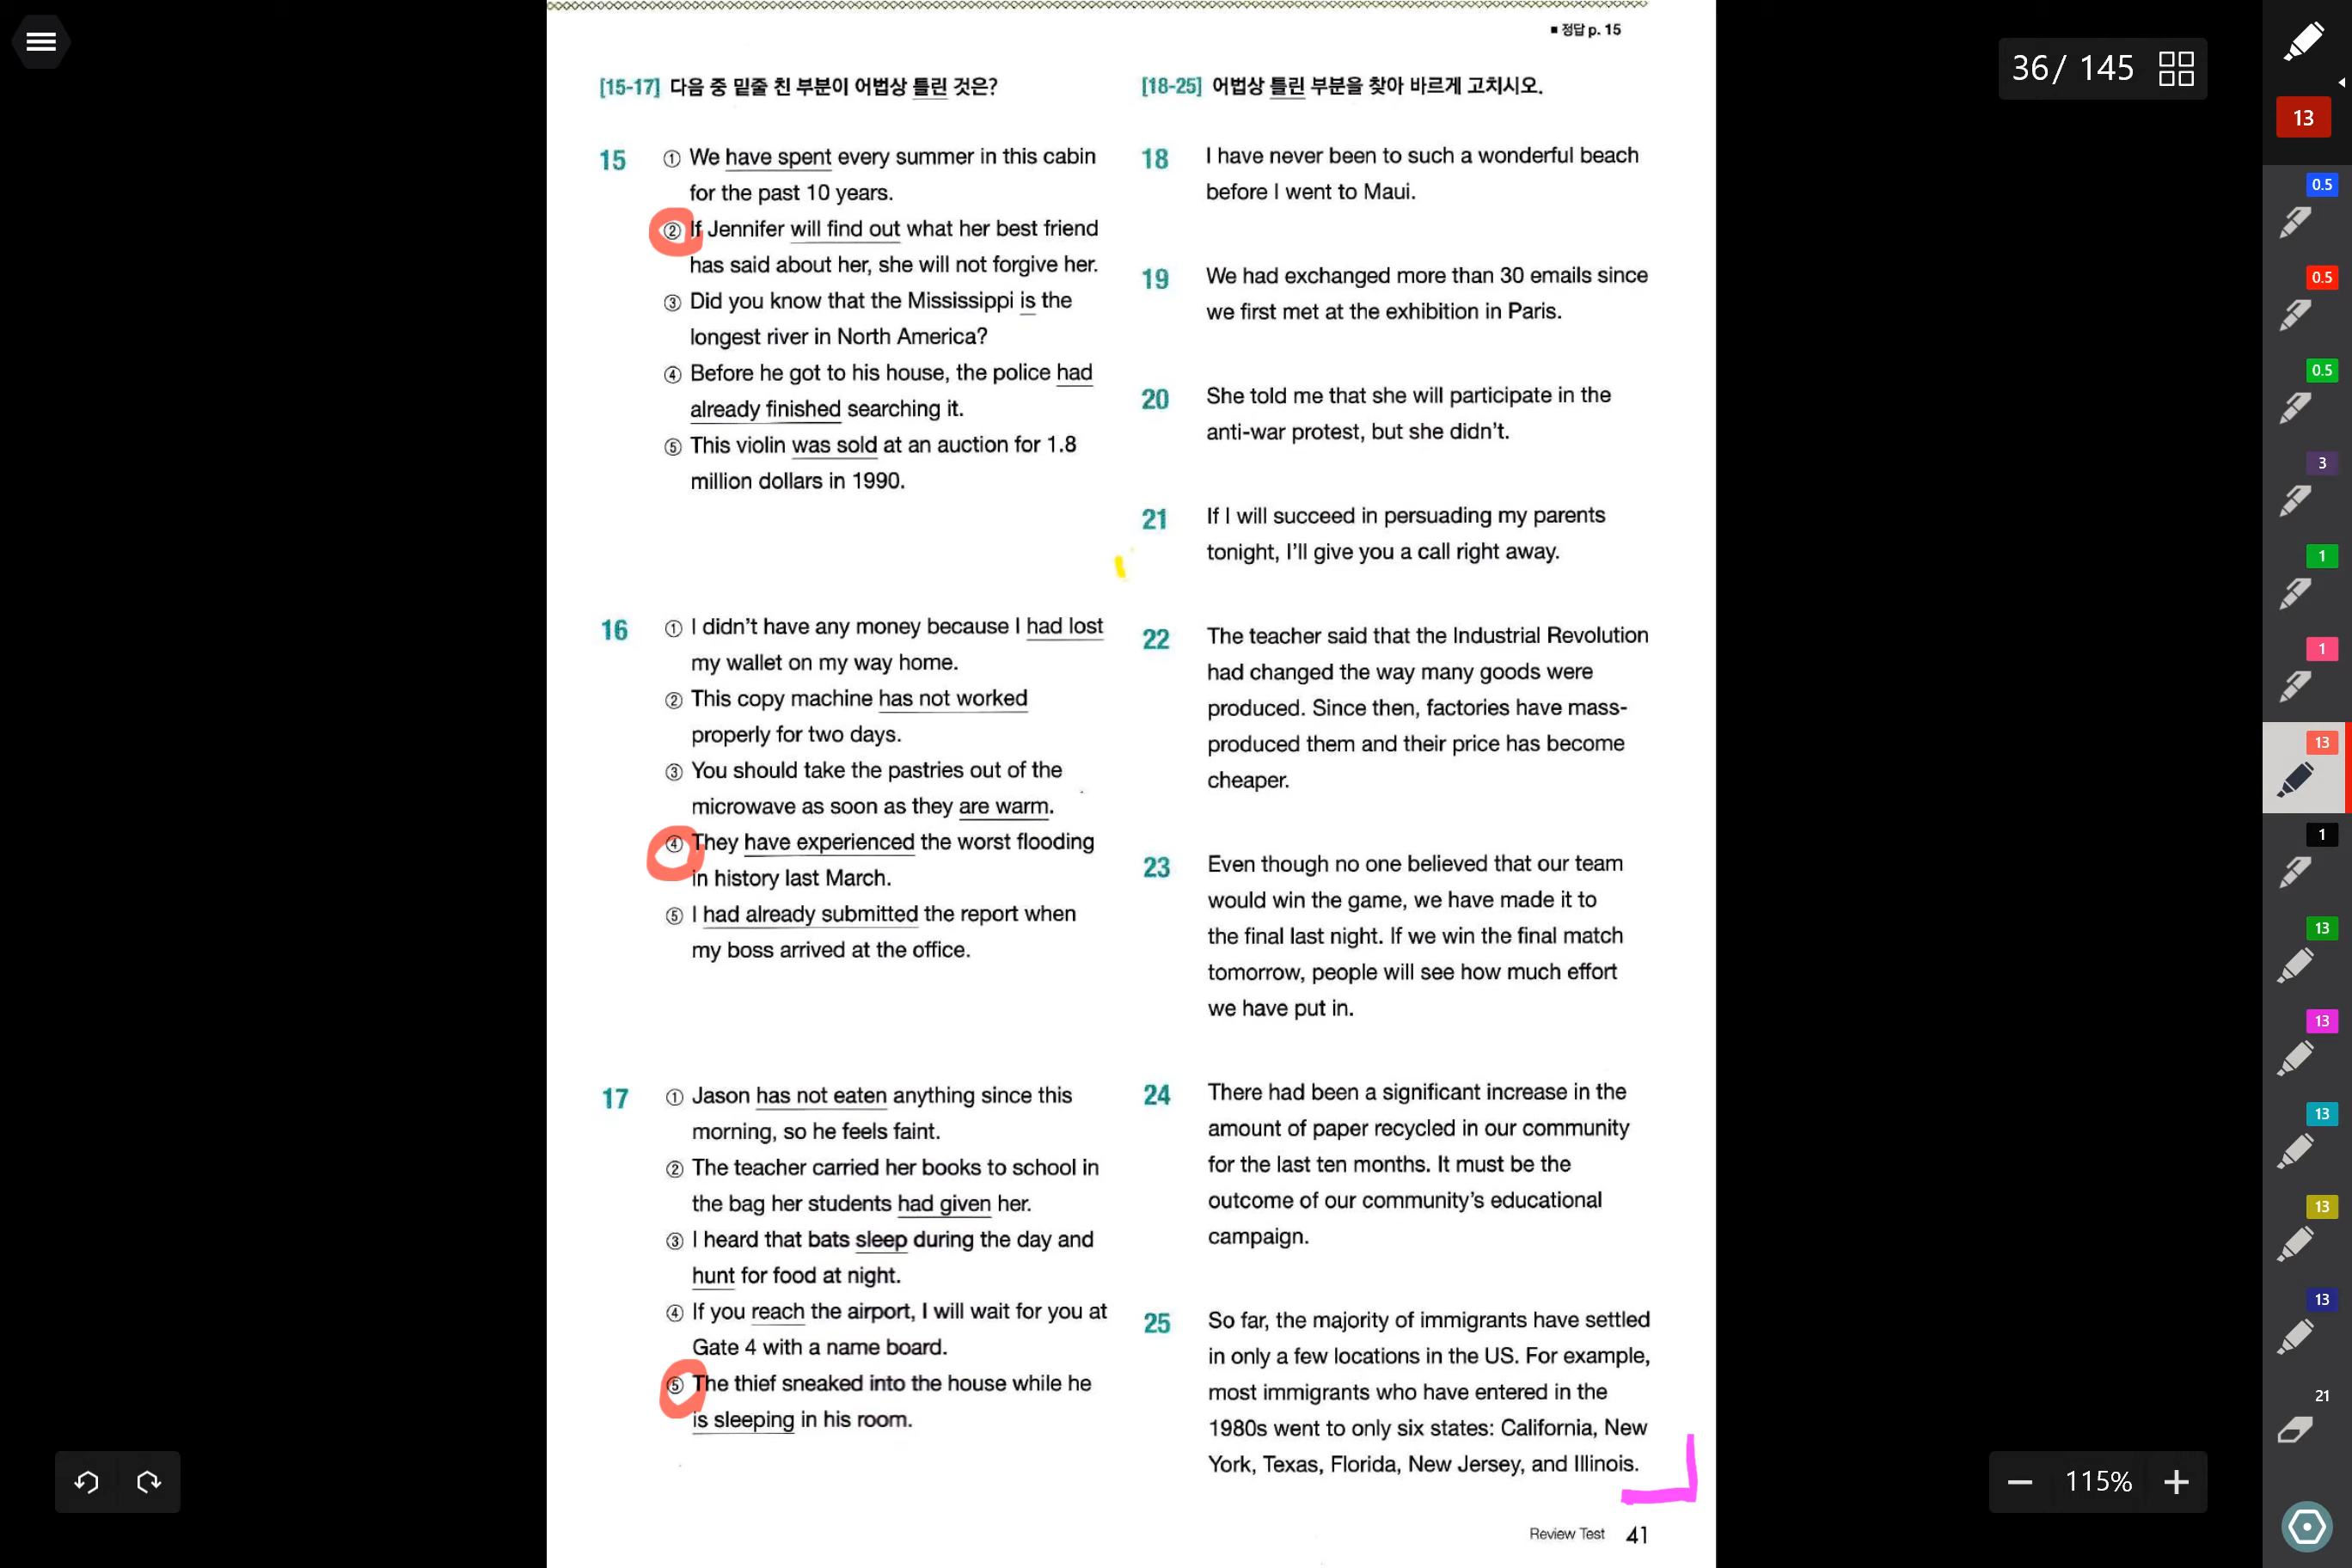 ■ 정답 p. 15
36/ 145
[15-17] 다음 중 밑줄 친 부분이 어법상 틀린 것은?
15
① We have spent every summer in this cabin
for the past 10 years.
② If Jennifer will find out what her best friend
has said about her, she will not forgive her.
③ Did you know that the Mississippi is the
longest river in North America?
④ Before he got to his house, the police had
already finished searching it.
⑤ This violin was sold at an auction for 1.8
million dollars in 1990.
16
① I didn't have any money because I had lost
my wallet on my way home.
② This copy machine has not worked
properly for two days.
③ You should take the pastries out of the
microwave as soon as they are warm.
④ They have experienced the worst flooding
in history last March.
⑤ I had already submitted the report when
my boss arrived at the office.
17
① Jason has not eaten anything since this
morning, so he feels faint.
② The teacher carried her books to school in
the bag her students had given her.
③ I heard that bats sleep during the day and
hunt for food at night.
④ If you reach the airport, I will wait for you at
Gate 4 with a name board.
⑤ The thief sneaked into the house while he
is sleeping in his room.
[18-25] 어법상 틀린 부분을 찾아 바르게 고치시오.
18
I have never been to such a wonderful beach
before I went to Maui.
19
We had exchanged more than 30 emails since
we first met at the exhibition in Paris.
20
She told me that she will participate in the
anti-war protest, but she didn't.
21
If I will succeed in persuading my parents
tonight, I'll give you a call right away.
22
The teacher said that the Industrial Revolution
had changed the way many goods were
produced. Since then, factories have mass-
produced them and their price has become
cheaper.
23
Even though no one believed that our team
would win the game, we have made it to
the final last night. If we win the final match
tomorrow, people will see how much effort
we have put in.
24
There had been a significant increase in the
amount of paper recycled in our community
for the last ten months. It must be the
outcome of our community's educational
campaign.
25
So far, the majority of immigrants have settled
in only a few locations in the US. For example,
most immigrants who have entered in the
1980s went to only six states: California, New
York, Texas, Florida, New Jersey, and Illinois.
Review Test 41
115%
13
0.5
0.5
0.5
3
1
1
13
1
13
13
13
13
13
21